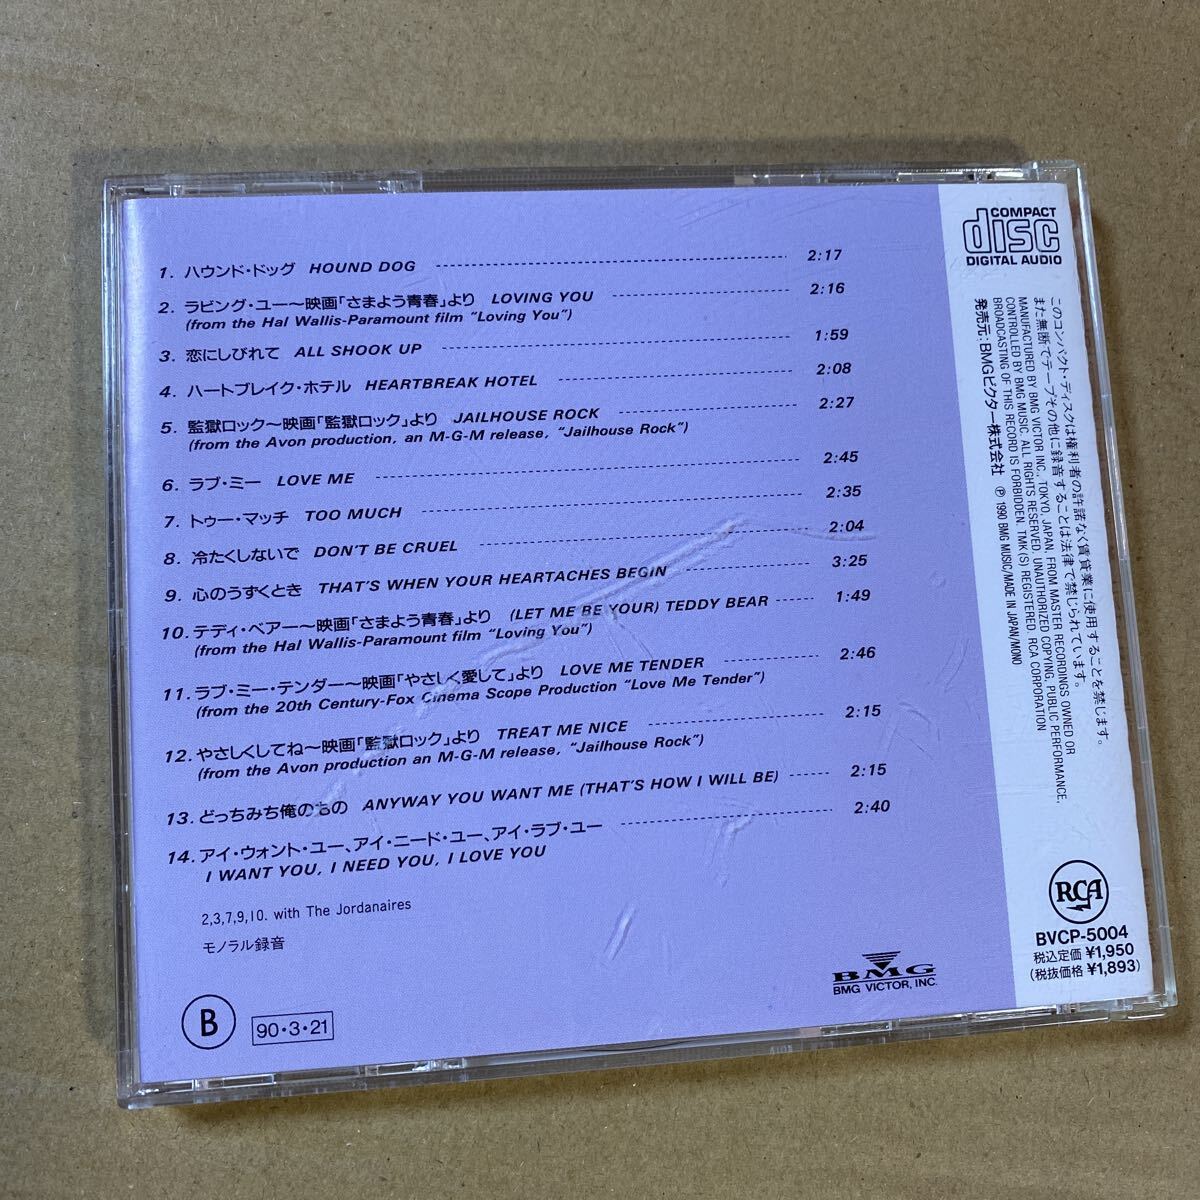 1. ハウンド・ドッグ HOUND DOG 2:17
2. ラビング・ユー〜映画「さまよう青春」より LOVING YOU 2:16
(from the Hal Wallis-Paramount film “Loving You”)
3. 恋にしびれて ALL SHOOK UP 1:59
4. ハートブレイク・ホテル HEARTBREAK HOTEL 2:08
5. 監獄ロック〜映画「監獄ロック」より JAILHOUSE ROCK 2:27
(from the Avon production, an M-G-M release, “Jailhouse Rock”)
6. ラブ・ミー LOVE ME 2:45
7. トゥー・マッチ TOO MUCH 2:35
8. 冷たくしないで DON'T BE CRUEL 2:04
9. 心のうずくとき THAT'S WHEN YOUR HEARTACHES BEGIN 3:25
10. テディ・ベアー〜映画「さまよう青春」より (LET ME BE YOUR) TEDDY BEAR 1:49
(from the Hal Wallis-Paramount film “Loving You”)
11. ラブ・ミー・テンダー〜映画「やさしく愛して」より LOVE ME TENDER 2:46
(from the 20th Century-Fox Cinema Scope Production “Love Me Tender”)
12. やさしくしてね〜映画「監獄ロック」より TREAT ME NICE 2:15
(from the Avon production an M-G-M release, “Jailhouse Rock”)
13. どっちみち俺のもの ANYWAY YOU WANT ME (THAT'S HOW I WILL BE) 2:15
14. アイ・ウォント・ユー、アイ・ニード・ユー、アイ・ラブ・ユー 2:40
I WANT YOU, I NEED YOU, I LOVE YOU
2,3,7,9,10. with The Jordanaires
モノラル録音
B
90・3・21
BMG
BMG VICTOR, INC.
COMPACT
disc
DIGITAL AUDIO
このコンパクト・ディスクは権利者の許諾なく賃貸業に使用することを禁じます。
また無断でテープその他に録音することは法律で禁じられています。
MANUFACTURED BY BMG VICTOR INC., TOKYO, JAPAN, FROM MASTER RECORDINGS OWNED OR
CONTROLLED BY BMG MUSIC. ALL RIGHTS RESERVED. UNAUTHORIZED COPYING, PUBLIC PERFORMANCE,
BROADCASTING OF THIS RECORD IS FORBIDDEN. TMK(S) REGISTERED. RCA CORPORATION
発売元：BMGビクター株式会社 Ⓟ 1990 BMG MUSIC/MADE IN JAPAN/MONO
RCA
BVCP-5004
税込定価 ¥1,950
(税抜価格 ¥1,893)